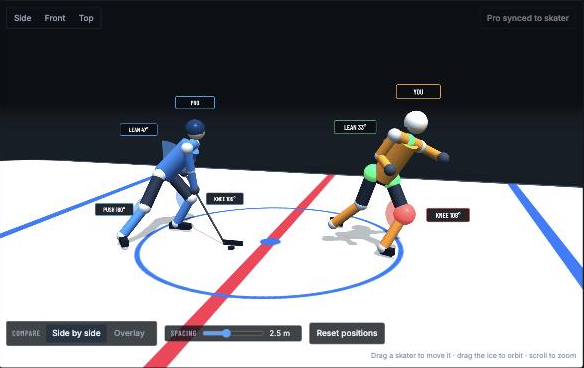 Side Front Top
Pro synced to skater
YOU
PRO
LEAN 47°
LEAN 33°
KNEE 105°
PUSH 160°
KNEE 108°
COMPARE Side by side Overlay
SPACING 2.5 m
Reset positions
Drag a skater to move it · drag the ice to orbit · scroll to zoom